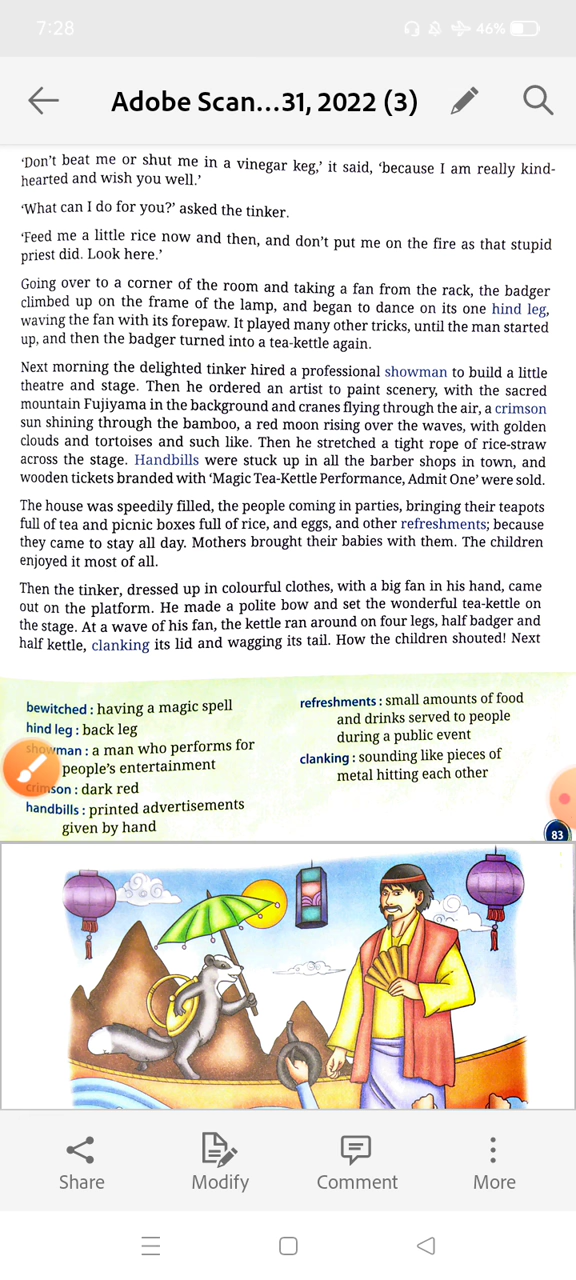 7:28
46%
Adobe Scan...31, 2022 (3)
‘Don’t beat me or shut me in a vinegar keg,’ it said, ‘because I am really kind-
hearted and wish you well.’
‘What can I do for you?’ asked the tinker.
‘Feed me a little rice now and then, and don’t put me on the fire as that stupid
priest did. Look here.’
Going over to a corner of the room and taking a fan from the rack, the badger
climbed up on the frame of the lamp, and began to dance on its one hind leg,
waving the fan with its forepaw. It played many other tricks, until the man started
up, and then the badger turned into a tea-kettle again.
Next morning the delighted tinker hired a professional showman to build a little
theatre and stage. Then he ordered an artist to paint scenery, with the sacred
mountain Fujiyama in the background and cranes flying through the air, a crimson
sun shining through the bamboo, a red moon rising over the waves, with golden
clouds and tortoises and such like. Then he stretched a tight rope of rice-straw
across the stage. Handbills were stuck up in all the barber shops in town, and
wooden tickets branded with ‘Magic Tea-Kettle Performance, Admit One’ were sold.
The house was speedily filled, the people coming in parties, bringing their teapots
full of tea and picnic boxes full of rice, and eggs, and other refreshments; because
they came to stay all day. Mothers brought their babies with them. The children
enjoyed it most of all.
Then the tinker, dressed up in colourful clothes, with a big fan in his hand, came
out on the platform. He made a polite bow and set the wonderful tea-kettle on
the stage. At a wave of his fan, the kettle ran around on four legs, half badger and
half kettle, clanking its lid and wagging its tail. How the children shouted! Next
bewitched : having a magic spell
hind leg : back leg
showman : a man who performs for
people’s entertainment
crimson : dark red
handbills : printed advertisements
given by hand
refreshments : small amounts of food
and drinks served to people
during a public event
clanking : sounding like pieces of
metal hitting each other
83
Share
Modify
Comment
More